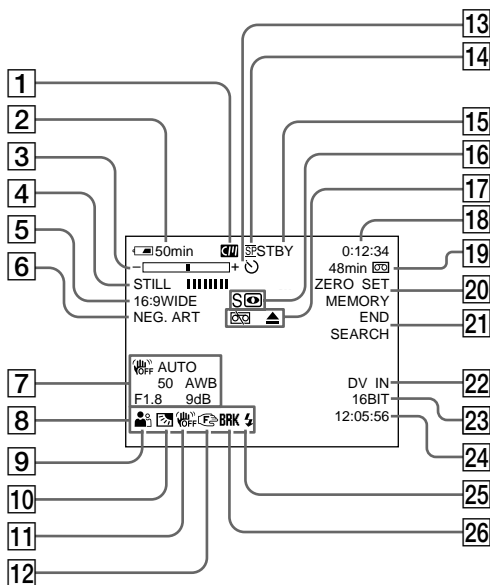 13
14
1
2
15
3
16
4
17
5
18
6
50min SP STBY 0:12:34
19
− + 48min
STILL ZERO SET
20
16:9WIDE S MEMORY
NEG. ART END
21
SEARCH
OFF AUTO
7
50 AWB DV IN
22
F1.8 9dB 16BIT
8
23
OFF F BRK 12:05:56
9
24
10
25
11
26
12